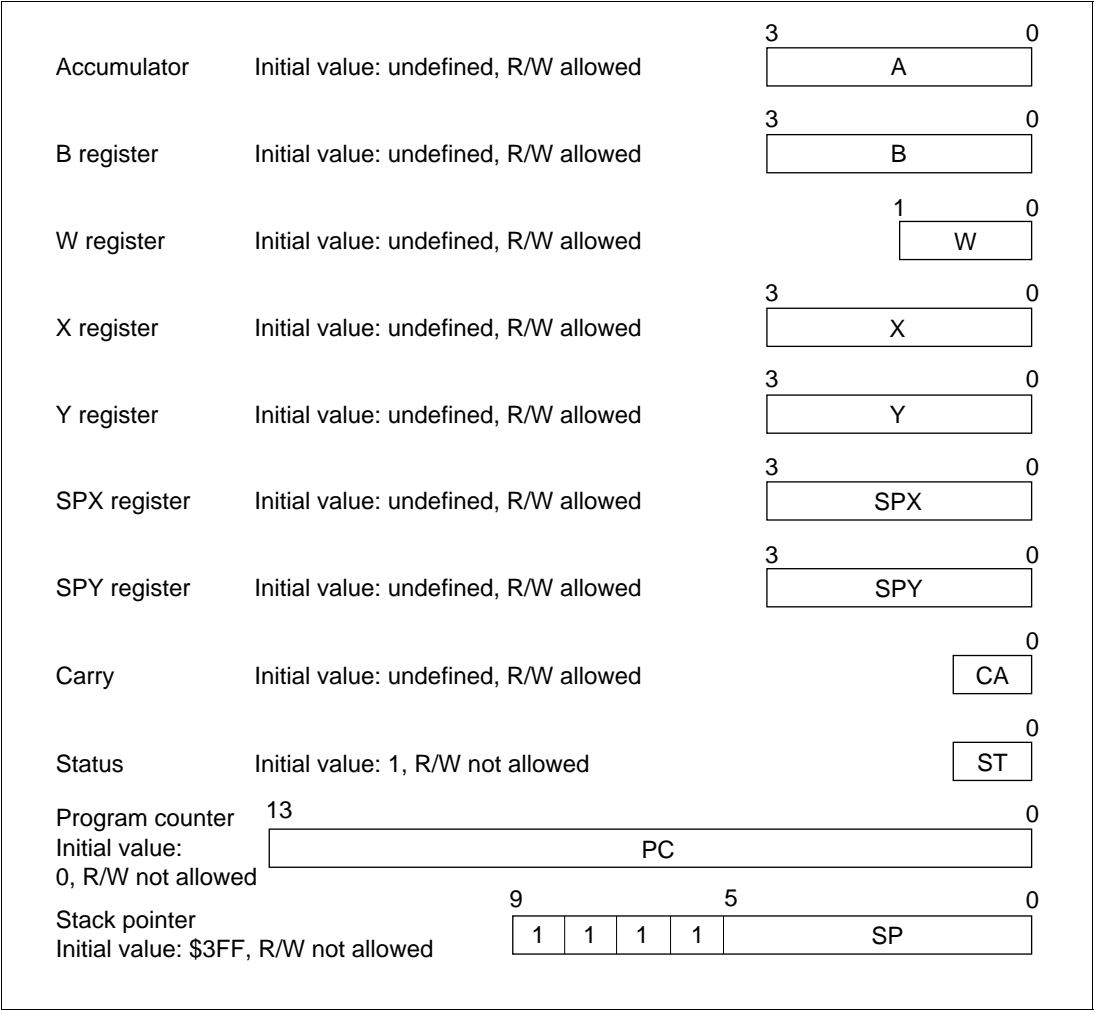 3 0
Accumulator Initial value: undefined, R/W allowed A
3 0
B register Initial value: undefined, R/W allowed B
1 0
W register Initial value: undefined, R/W allowed W
3 0
X register Initial value: undefined, R/W allowed X
3 0
Y register Initial value: undefined, R/W allowed Y
3 0
SPX register Initial value: undefined, R/W allowed SPX
3 0
SPY register Initial value: undefined, R/W allowed SPY
0
Carry Initial value: undefined, R/W allowed CA
0
Status Initial value: 1, R/W not allowed ST
Program counter 13 0
Initial value: PC
0, R/W not allowed
9 5 0
Stack pointer
1 1 1 1 SP
Initial value: $3FF, R/W not allowed